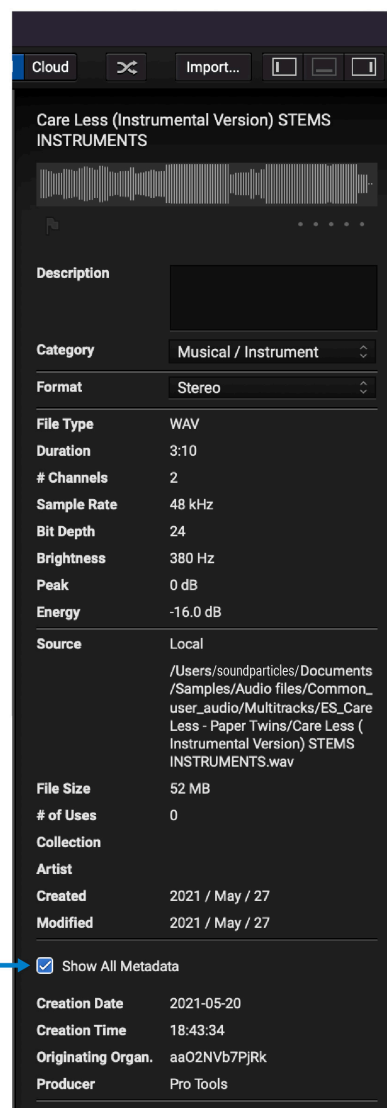 Cloud Import...
Care Less (Instrumental Version) STEMS
INSTRUMENTS
Description
Category Musical / Instrument
Format Stereo
File Type WAV
Duration 3:10
# Channels 2
Sample Rate 48 kHz
Bit Depth 24
Brightness 380 Hz
Peak 0 dB
Energy -16.0 dB
Source Local
/Users/soundparticles/Documents
/Samples/Audio files/Common_
user_audio/Multitracks/ES_Care
Less - Paper Twins/Care Less (
Instrumental Version) STEMS
INSTRUMENTS.wav
File Size 52 MB
# of Uses 0
Collection
Artist
Created 2021 / May / 27
Modified 2021 / May / 27
Show All Metadata
Creation Date 2021-05-20
Creation Time 18:43:34
Originating Organ. aaO2NVb7PjRk
Producer Pro Tools